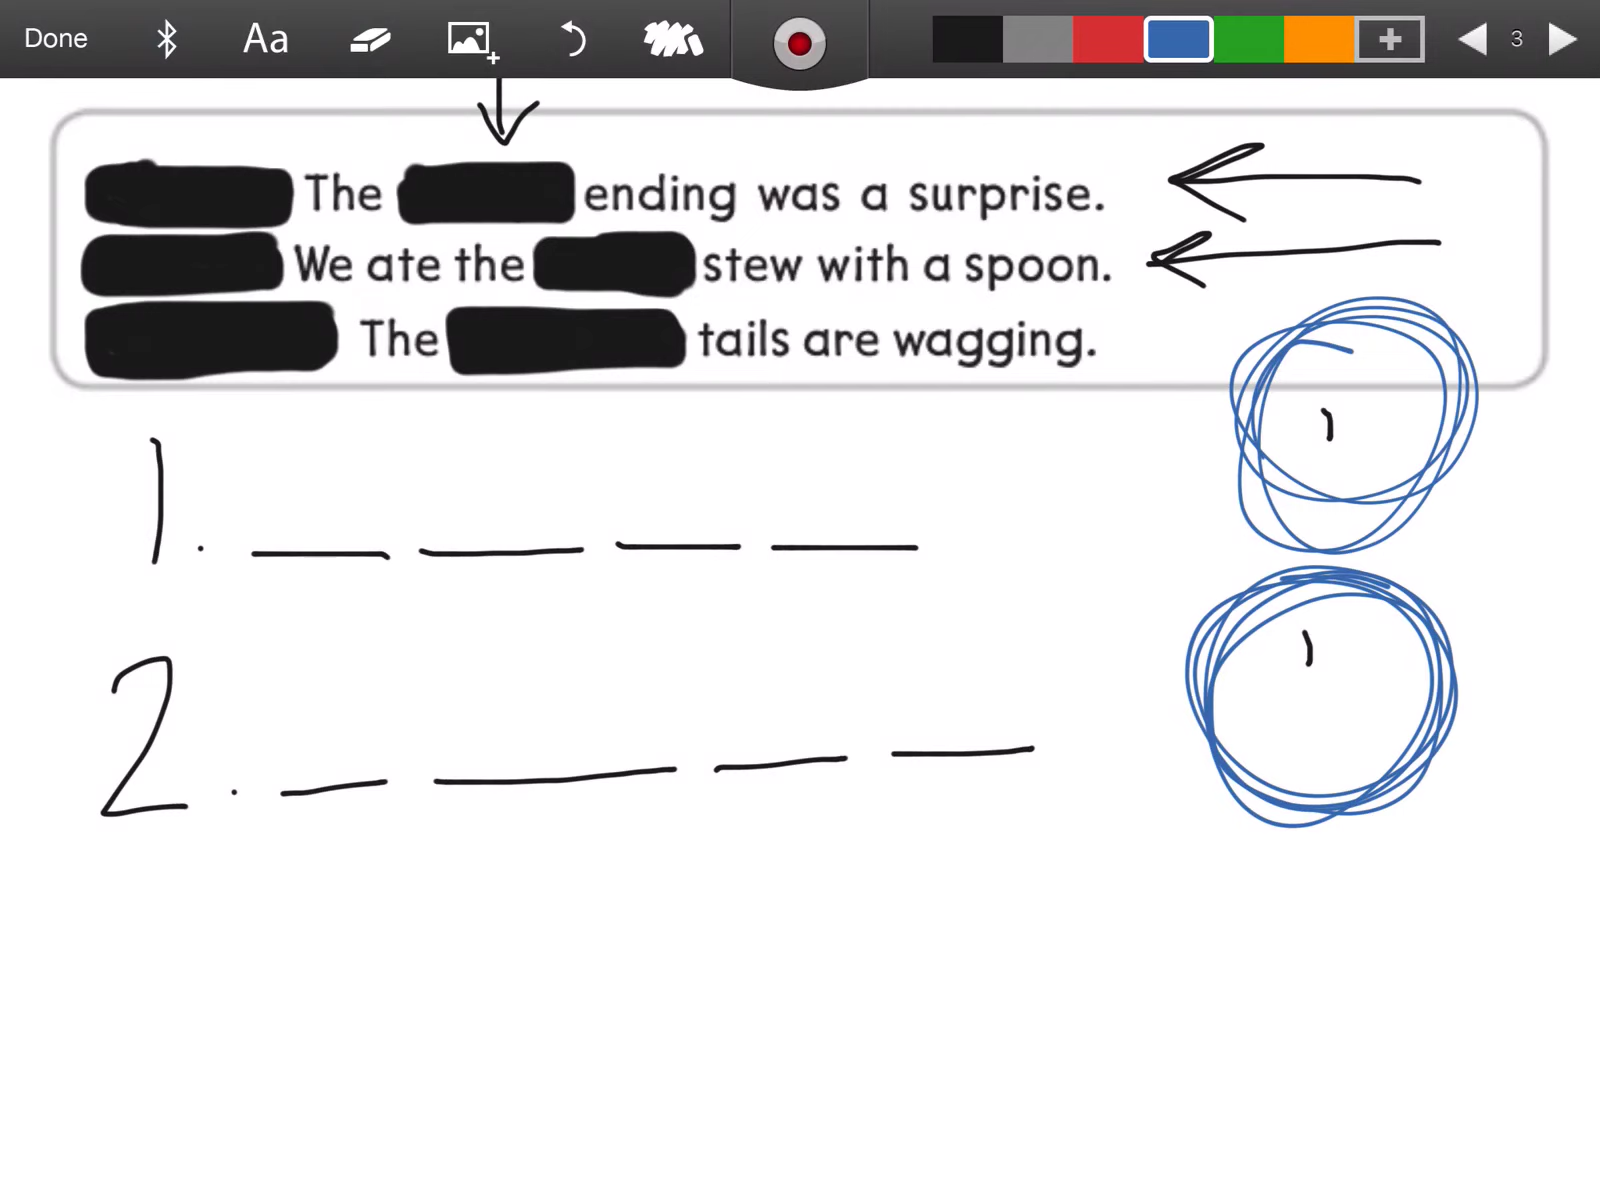 Done Aa 3
The ending was a surprise.
We ate the stew with a spoon.
The tails are wagging.
1.
2.